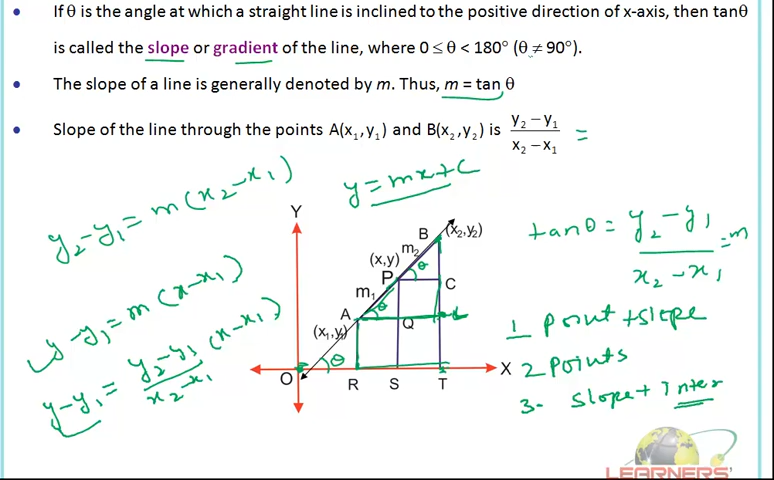 • If θ is the angle at which a straight line is inclined to the positive direction of x-axis, then tanθ
is called the slope or gradient of the line, where 0 ≤ θ < 180° (θ ≠ 90°).
• The slope of a line is generally denoted by m. Thus, m = tan θ
• Slope of the line through the points A(x₁,y₁) and B(x₂,y₂) is (y₂−y₁)/(x₂−x₁) =
y₂−y₁ = m(x₂−x₁)
y = mx+c
y−y₁ = m(x−x₁)
y−y₁ = (y₂−y₁)/(x₂−x₁) (x−x₁)
Y
B (x₂,y₂)
m₂
(x,y)
P θ C
m₁
A θ Q
(x₁,y₁)
θ
O R S T X
tanθ = (y₂−y₁)/(x₂−x₁) = m
1 Point +slope
2 Points
3- Slope + inter
LEARNERS'